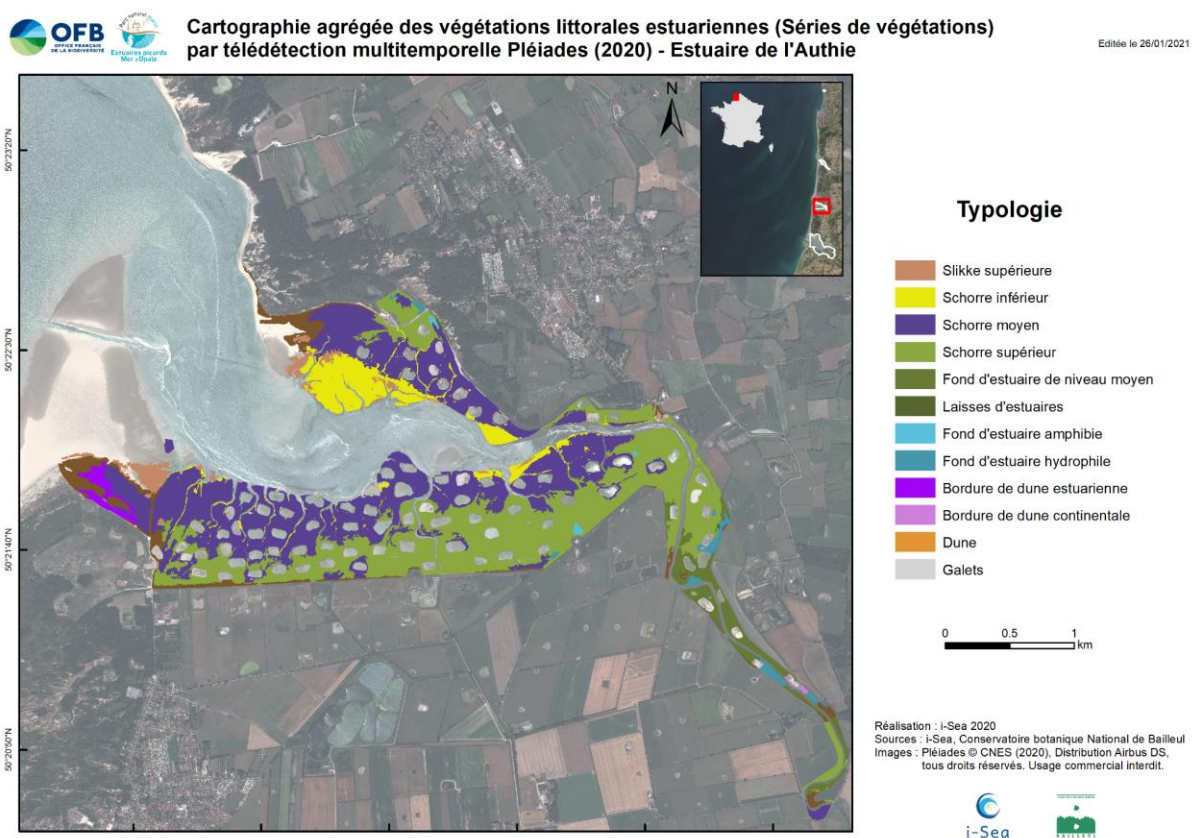 OFB
OFFICE FRANÇAIS
DE LA BIODIVERSITÉ
Parc naturel marin
Estuaires picards
Mer d'Opale
Cartographie agrégée des végétations littorales estuariennes (Séries de végétations)
par télédétection multitemporelle Pléiades (2020) - Estuaire de l'Authie
Editée le 26/01/2021
N
50°23'20"N
50°22'30"N
50°21'40"N
50°20'50"N
Typologie
Slikke supérieure
Schorre inférieur
Schorre moyen
Schorre supérieur
Fond d'estuaire de niveau moyen
Laisses d'estuaires
Fond d'estuaire amphibie
Fond d'estuaire hydrophile
Bordure de dune estuarienne
Bordure de dune continentale
Dune
Galets
0 0.5 1
km
Réalisation : i-Sea 2020
Sources : i-Sea, Conservatoire botanique National de Bailleul
Images : Pléiades © CNES (2020), Distribution Airbus DS,
tous droits réservés. Usage commercial interdit.
i-Sea
BAILLEUL